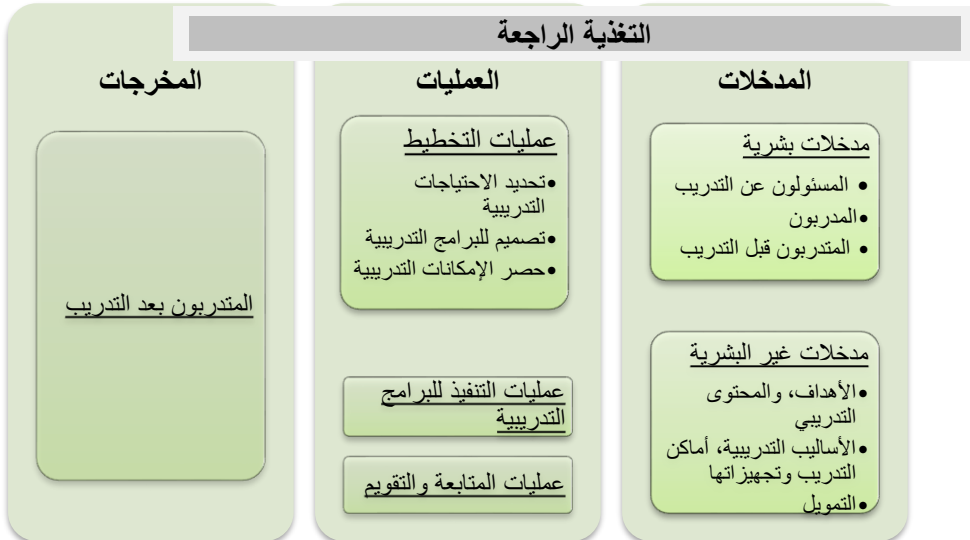 التغذية الراجعة
المدخلات
مدخلات بشرية
• المسئولون عن التدريب
•المدربون
• المتدربون قبل التدريب
مدخلات غير البشرية
•الأهداف، والمحتوى
التدريبي
•الأساليب التدريبية، أماكن
التدريب وتجهيزاتها
•التمويل
العمليات
عمليات التخطيط
•تحديد الاحتياجات
التدريبية
•تصميم للبرامج التدريبية
•حصر الإمكانات التدريبية
عمليات التنفيذ للبرامج
التدريبية
عمليات المتابعة والتقويم
المخرجات
المتدربون بعد التدريب